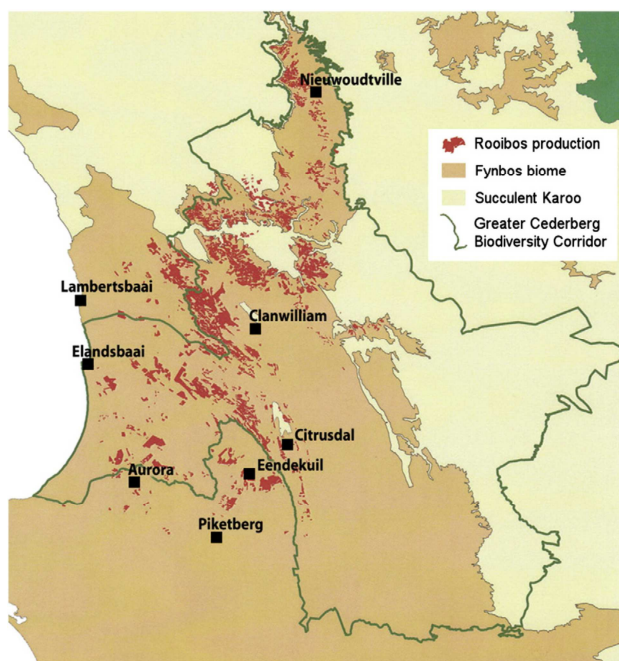 Nieuwoudtville
Rooibos production
Fynbos biome
Succulent Karoo
Greater Cederberg
Biodiversity Corridor
Lambertsbaai
Clanwilliam
Elandsbaai
Citrusdal
Eendekuil
Aurora
Piketberg